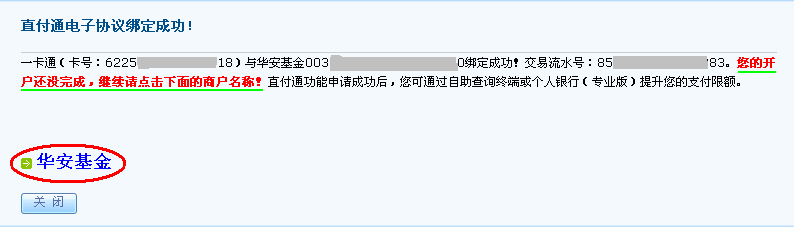 直付通电子协议绑定成功！
一卡通（卡号：6225 18）与华安基金003 0绑定成功！交易流水号：85 83。您的开
户还没完成，继续请点击下面的商户名称！直付通功能申请成功后，您可通过自助查询终端或个人银行（专业版）提升您的支付限额。
华安基金
关 闭